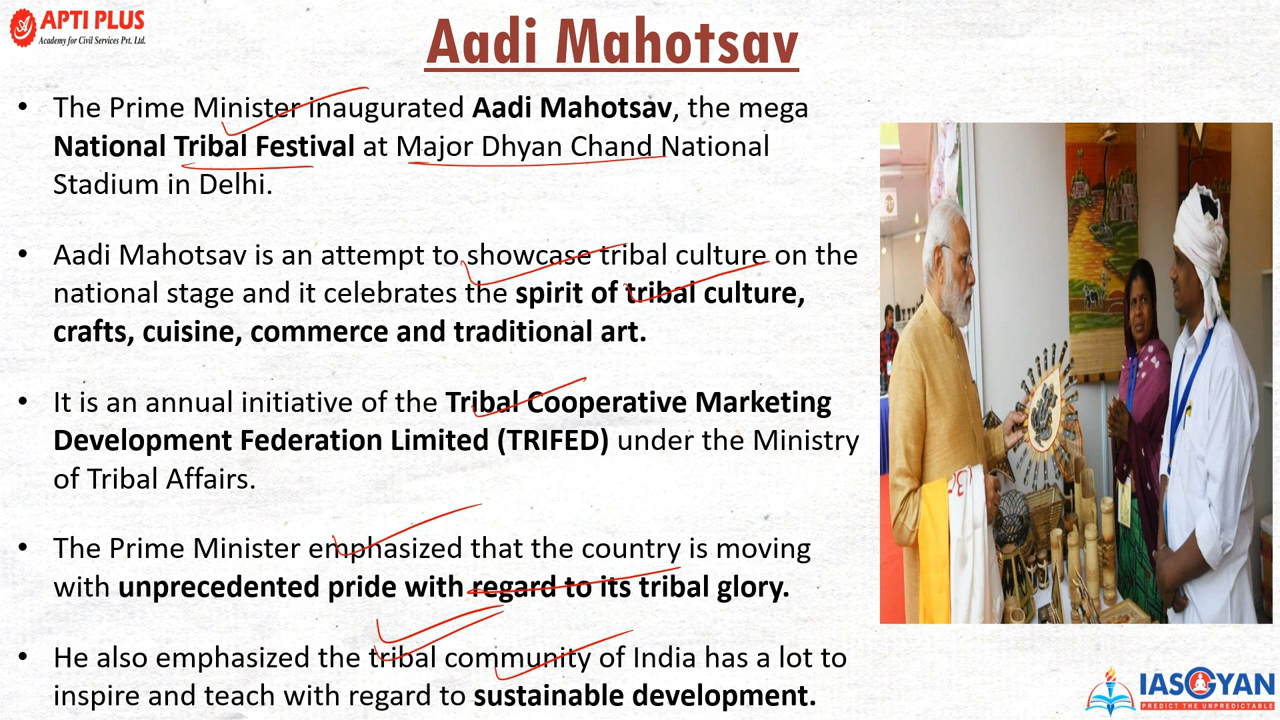 APTI PLUS
Academy for Civil Services Pvt. Ltd.
Aadi Mahotsav
• The Prime Minister inaugurated Aadi Mahotsav, the mega
National Tribal Festival at Major Dhyan Chand National
Stadium in Delhi.
• Aadi Mahotsav is an attempt to showcase tribal culture on the
national stage and it celebrates the spirit of tribal culture,
crafts, cuisine, commerce and traditional art.
• It is an annual initiative of the Tribal Cooperative Marketing
Development Federation Limited (TRIFED) under the Ministry
of Tribal Affairs.
• The Prime Minister emphasized that the country is moving
with unprecedented pride with regard to its tribal glory.
• He also emphasized the tribal community of India has a lot to
inspire and teach with regard to sustainable development.
IASGYAN
PREDICT THE UNPREDICTABLE